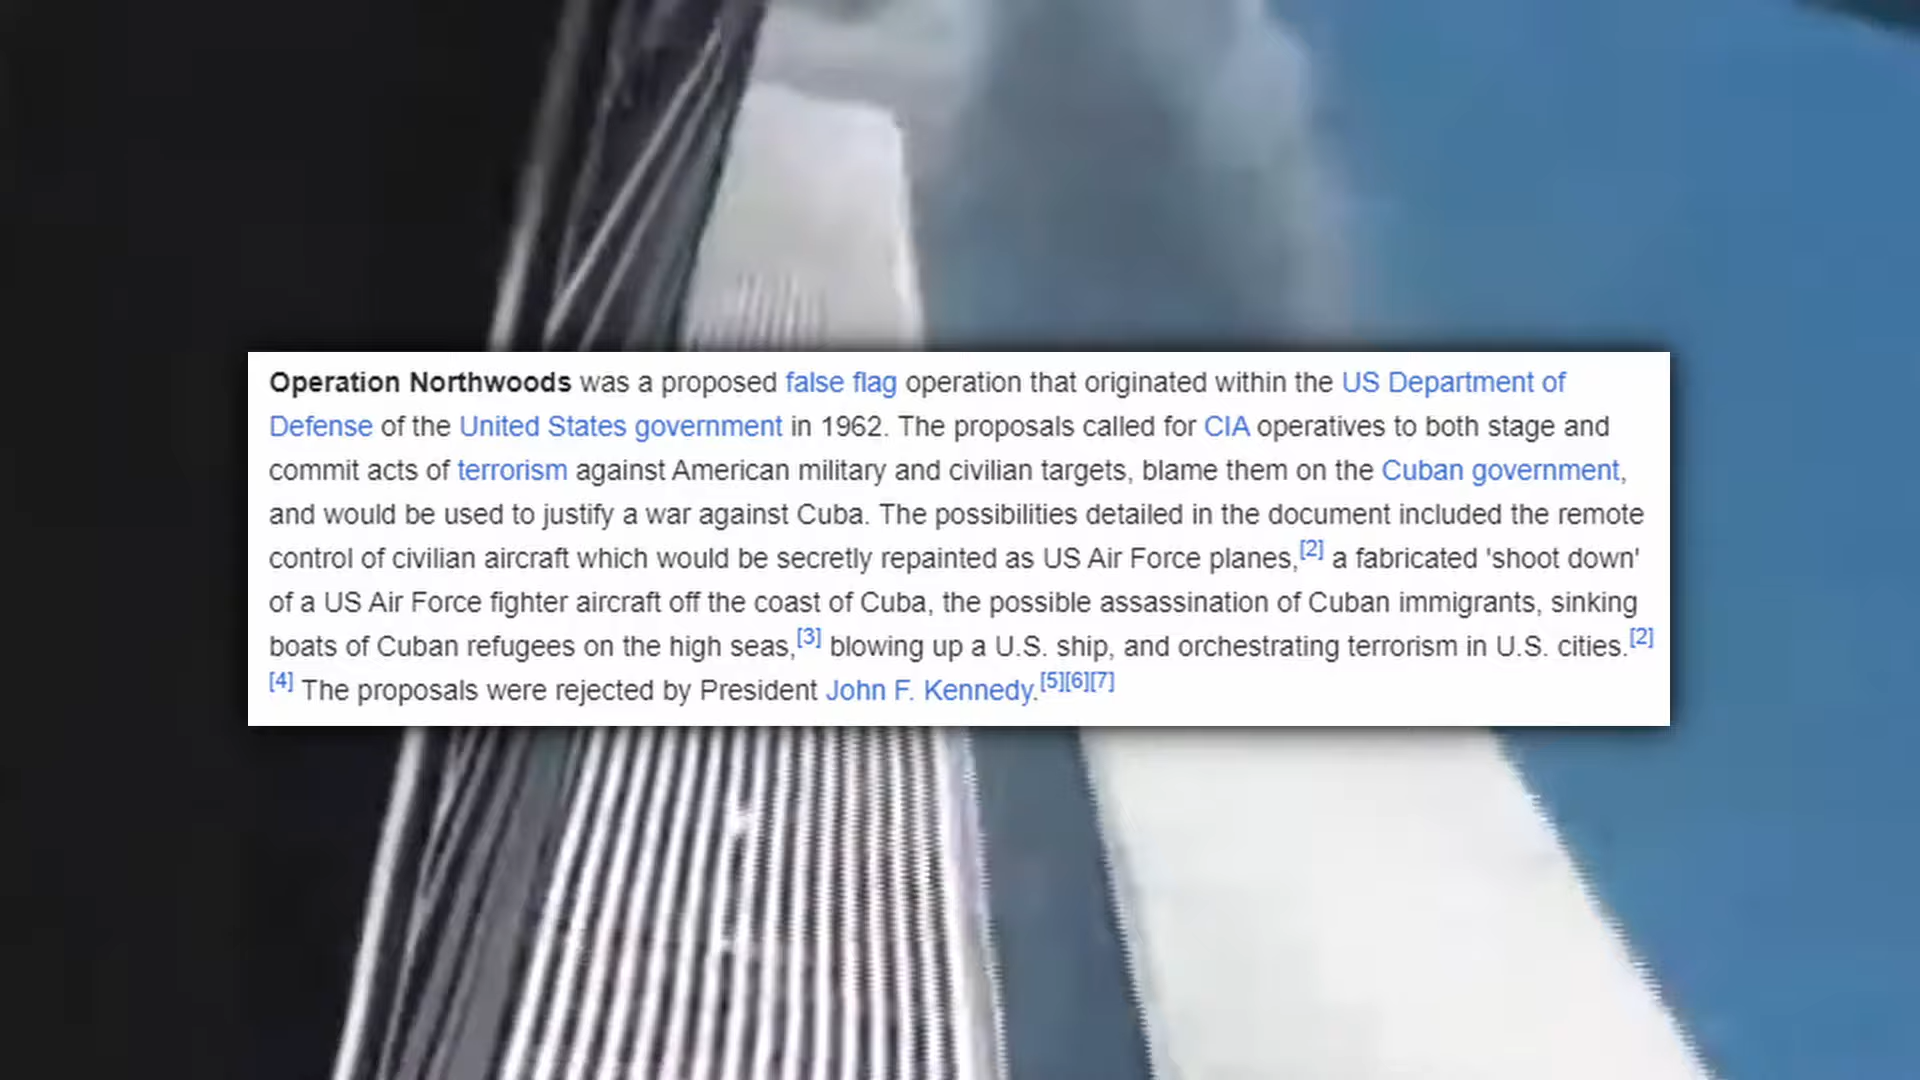 Operation Northwoods was a proposed false flag operation that originated within the US Department of
Defense of the United States government in 1962. The proposals called for CIA operatives to both stage and
commit acts of terrorism against American military and civilian targets, blame them on the Cuban government,
and would be used to justify a war against Cuba. The possibilities detailed in the document included the remote
control of civilian aircraft which would be secretly repainted as US Air Force planes,[2] a fabricated 'shoot down'
of a US Air Force fighter aircraft off the coast of Cuba, the possible assassination of Cuban immigrants, sinking
boats of Cuban refugees on the high seas,[3] blowing up a U.S. ship, and orchestrating terrorism in U.S. cities.[2]
[4] The proposals were rejected by President John F. Kennedy.[5][6][7]